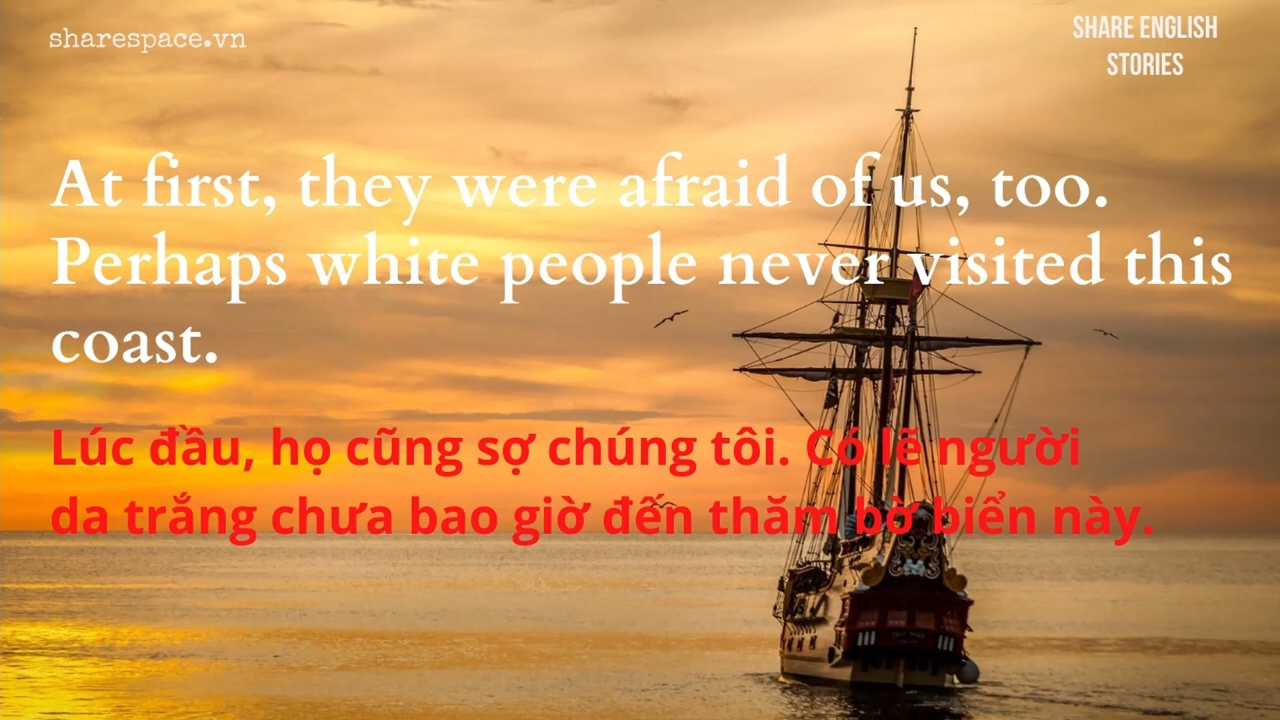 sharespace.vn
SHARE ENGLISH
STORIES
At first, they were afraid of us, too.
Perhaps white people never visited this
coast.
Lúc đầu, họ cũng sợ chúng tôi. Có lẽ người
da trắng chưa bao giờ đến thăm bờ biển này.